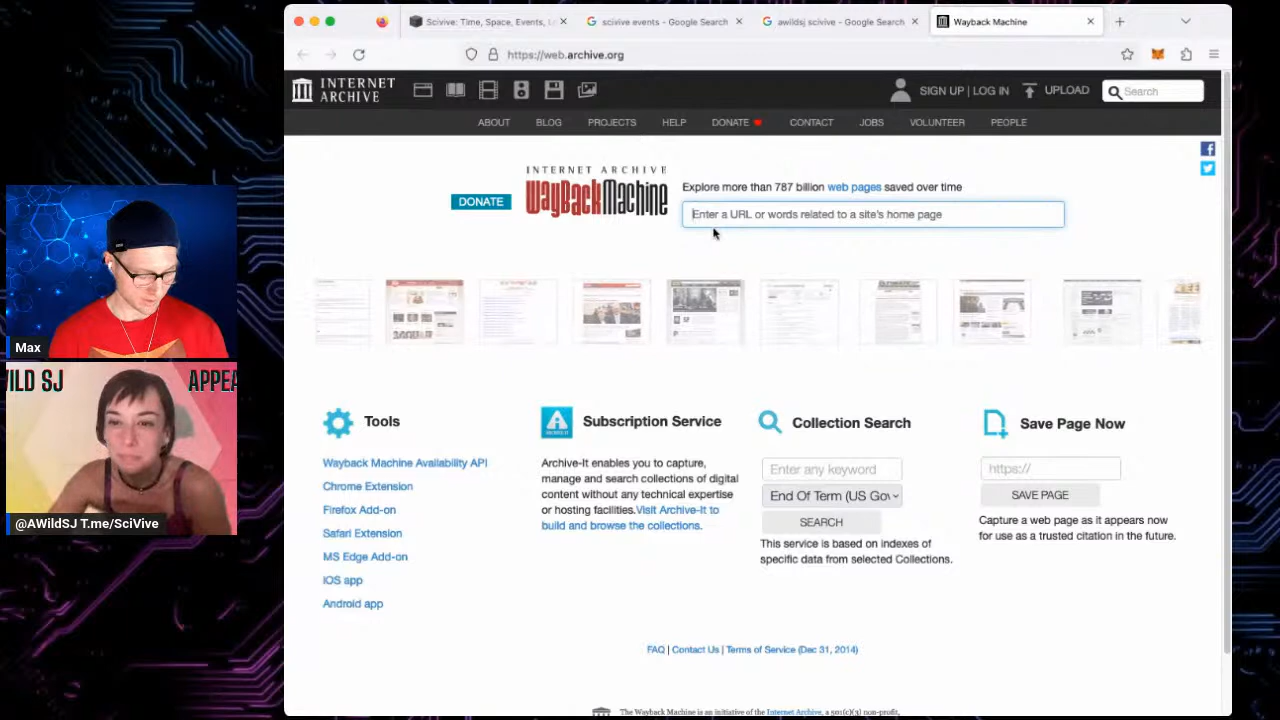 Scivive: Time, Space, Events, L
scivive events - Google Search
awildsj scivive - Google Search
Wayback Machine
https://web.archive.org
INTERNET ARCHIVE
SIGN UP | LOG IN
UPLOAD
Search
ABOUT
BLOG
PROJECTS
HELP
DONATE
CONTACT
JOBS
VOLUNTEER
PEOPLE
INTERNET ARCHIVE
WayBackMachine
DONATE
Explore more than 787 billion web pages saved over time
Enter a URL or words related to a site's home page
Max
WILD SJ
APPEA
@AWildSJ T.me/SciVive
Tools
Wayback Machine Availability API
Chrome Extension
Firefox Add-on
Safari Extension
MS Edge Add-on
iOS app
Android app
Subscription Service
ARCHIVE-IT
Archive-It enables you to capture,
manage and search collections of digital
content without any technical expertise
or hosting facilities. Visit Archive-It to
build and browse the collections.
Collection Search
Enter any keyword
End Of Term (US Gov
SEARCH
This service is based on indexes of
specific data from selected Collections.
Save Page Now
https://
SAVE PAGE
Capture a web page as it appears now
for use as a trusted citation in the future.
FAQ | Contact Us | Terms of Service (Dec 31, 2014)
The Wayback Machine is an initiative of the Internet Archive, a 501(c)(3) non-profit,